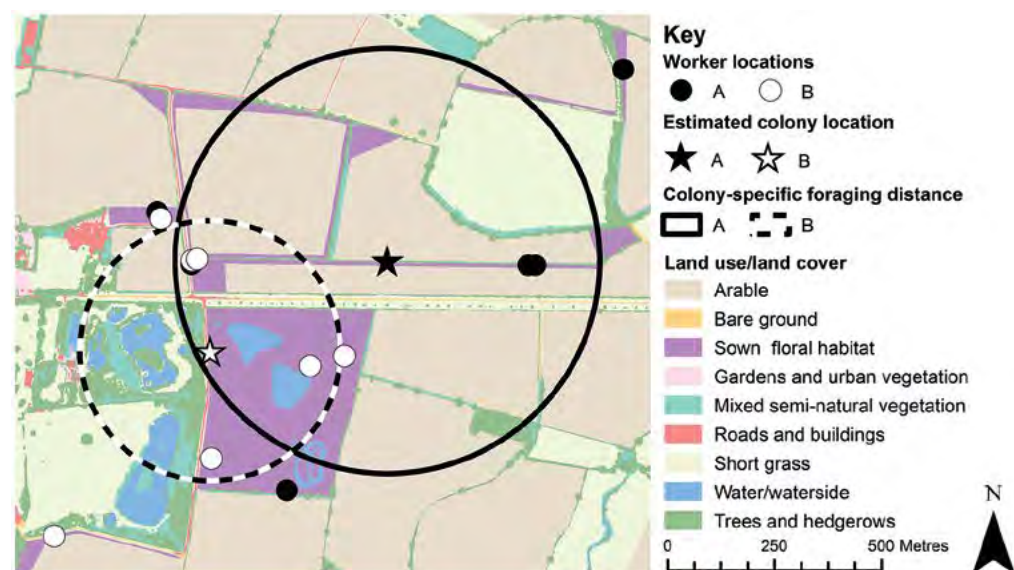 Key
Worker locations
A B
Estimated colony location
A B
Colony-specific foraging distance
A B
Land use/land cover
Arable
Bare ground
Sown floral habitat
Gardens and urban vegetation
Mixed semi-natural vegetation
Roads and buildings
Short grass
Water/waterside
Trees and hedgerows
N
0 250 500 Metres